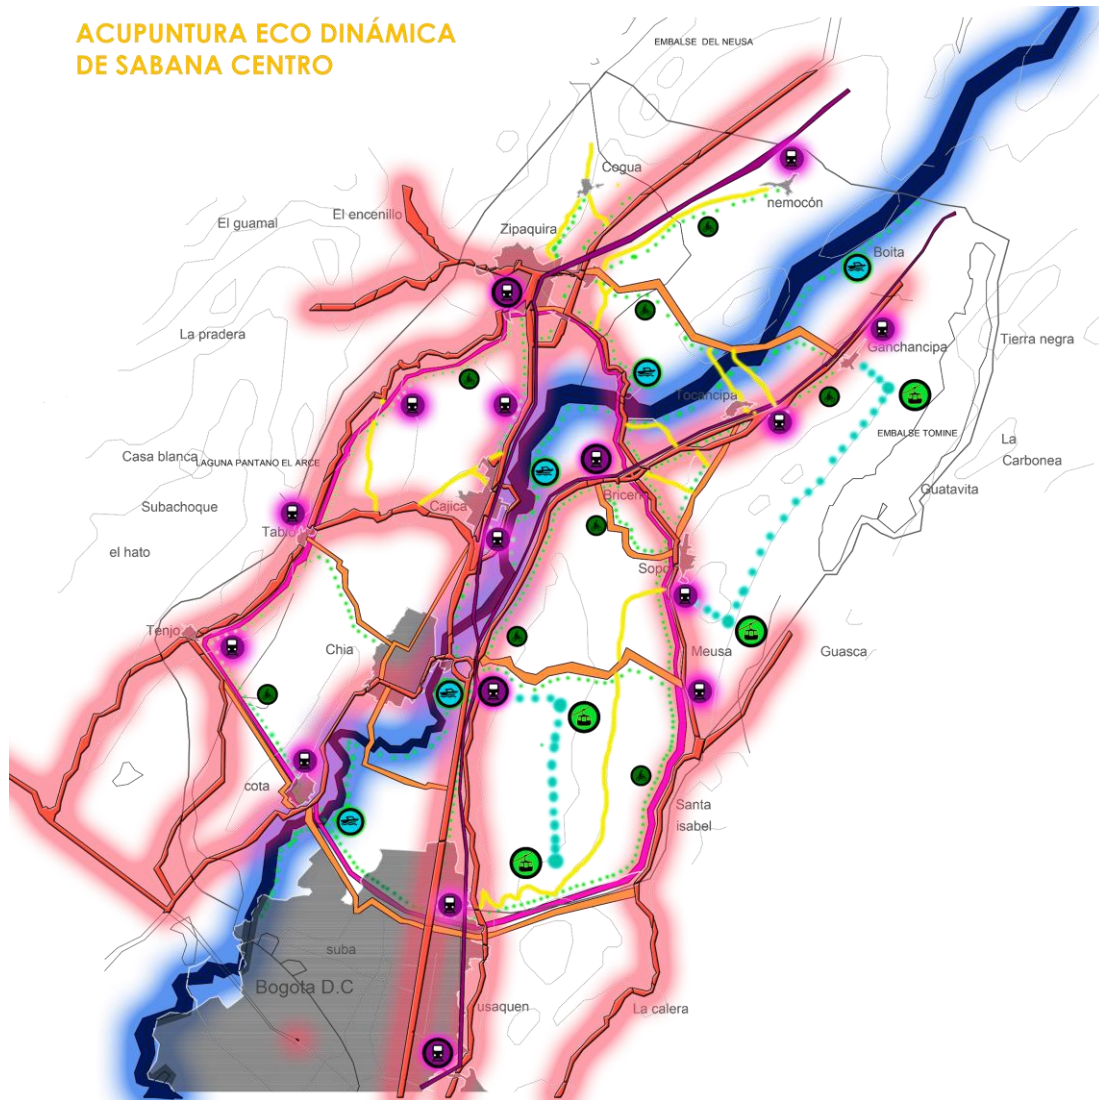 ACUPUNTURA ECO DINÁMICA
DE SABANA CENTRO
EMBALSE DEL NEUSA
Cogua
nemocón
El encenillo
El guamal
Zipaquira
Boita
La pradera
Tierra negra
Ganchancipa
Tocancipa
EMBALSE TOMINE
La
Carbonea
Casa blanca
LAGUNA PANTANO EL ARCE
Guatavita
Subachoque
Cajica
Briceño
Tabio
el hato
Sopo
Tenjo
Chia
Meusa
Guasca
cota
Santa
isabel
suba
Bogota D.C
usaquen
La calera